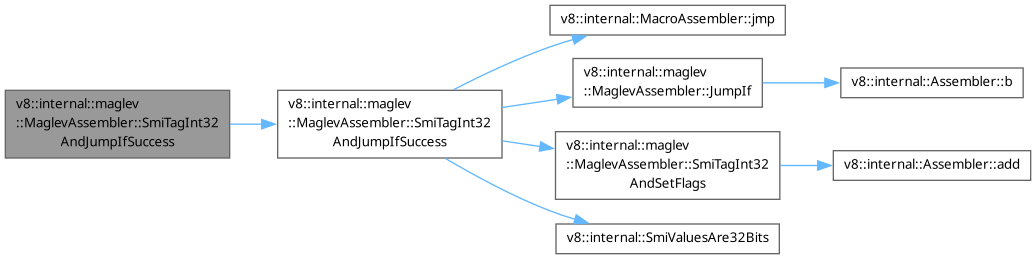 v8::internal::maglev
::MaglevAssembler::SmiTagInt32
AndJumpIfSuccess
v8::internal::maglev
::MaglevAssembler::SmiTagInt32
AndJumpIfSuccess
v8::internal::MacroAssembler::jmp
v8::internal::maglev
::MaglevAssembler::JumpIf
v8::internal::Assembler::b
v8::internal::maglev
::MaglevAssembler::SmiTagInt32
AndSetFlags
v8::internal::Assembler::add
v8::internal::SmiValuesAre32Bits